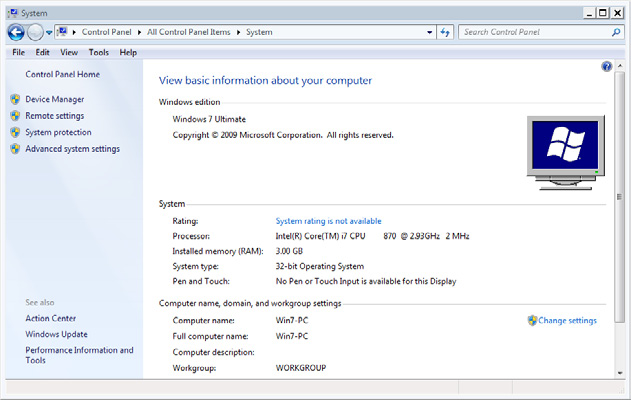 System
Control Panel All Control Panel Items System Search Control Panel
File Edit View Tools Help
Control Panel Home
Device Manager
Remote settings
System protection
Advanced system settings
See also
Action Center
Windows Update
Performance Information and
Tools
View basic information about your computer
Windows edition
Windows 7 Ultimate
Copyright © 2009 Microsoft Corporation. All rights reserved.
System
Rating: System rating is not available
Processor: Intel(R) Core(TM) i7 CPU 870 @ 2.93GHz 2 MHz
Installed memory (RAM): 3.00 GB
System type: 32-bit Operating System
Pen and Touch: No Pen or Touch Input is available for this Display
Computer name, domain, and workgroup settings
Computer name: Win7-PC Change settings
Full computer name: Win7-PC
Computer description:
Workgroup: WORKGROUP